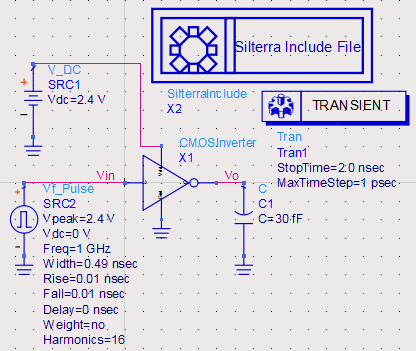 Silterra Include File
SilterraInclude
X2
TRANSIENT
Tran
Tran1
StopTime=2.0 nsec
MaxTimeStep=1 psec
V_DC
SRC1
Vdc=2.4 V
CMOSInverter
X1
Vin
Vo
Vf_Pulse
SRC2
Vpeak=2.4 V
Vdc=0 V
Freq=1 GHz
Width=0.49 nsec
Rise=0.01 nsec
Fall=0.01 nsec
Delay=0 nsec
Weight=no
Harmonics=16
C
C1
C=30 fF